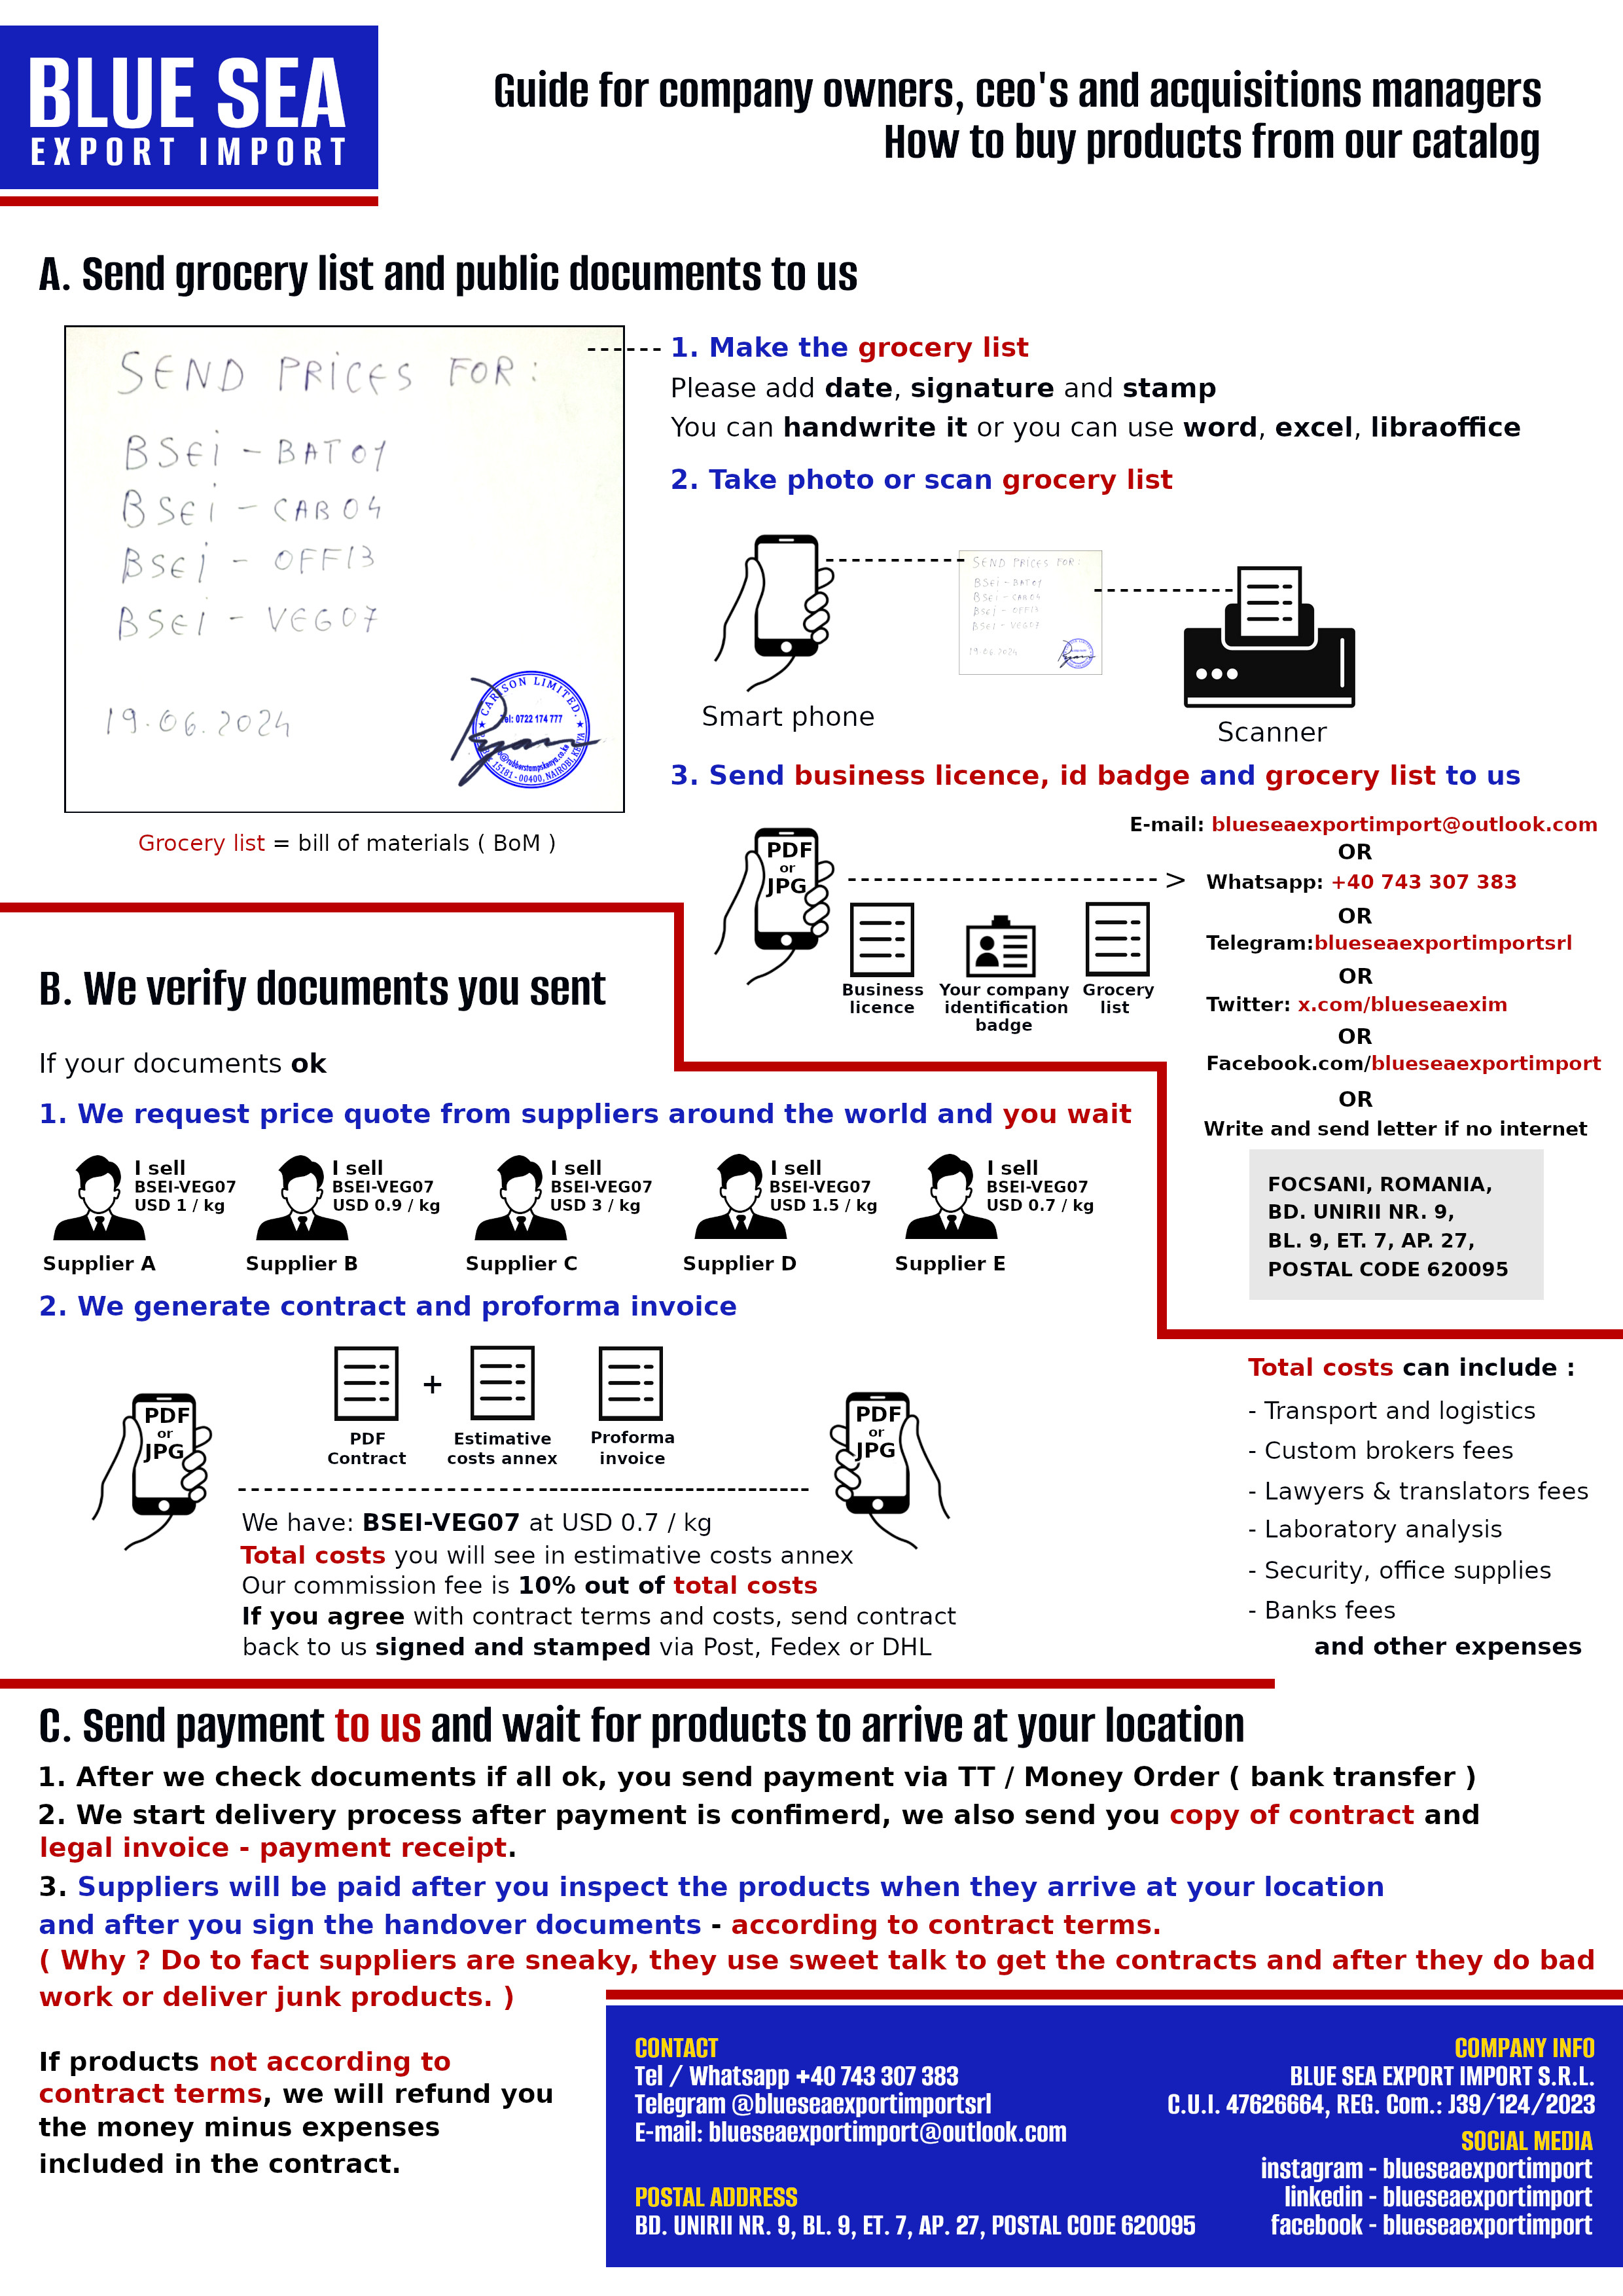 BLUE SEA
EXPORT IMPORT
Guide for company owners, ceo's and acquisitions managers
How to buy products from our catalog
A. Send grocery list and public documents to us
SEND PRICES FOR:
BSEI - BAT01
BSEI - CAB04
BSEI - OFF13
BSEI - VEG07
19.06.2024
LIMITED.
Tel: 0722 174 777
15181 - 00400, NAIROBI, KENYA
Ryan
Grocery list = bill of materials ( BoM )
1. Make the grocery list
Please add date, signature and stamp
You can handwrite it or you can use word, excel, libraoffice
2. Take photo or scan grocery list
SEND PRICES FOR:
BSEI - BAT01
BSEI - CAB04
BSEI - OFF13
BSEI - VEG07
19.06.2024
Smart phone
Scanner
3. Send business licence, id badge and grocery list to us
PDF
or
JPG
Business
licence
Your company
identification
badge
Grocery
list
E-mail: blueseaexportimport@outlook.com
OR
Whatsapp: +40 743 307 383
OR
Telegram:blueseaexportimportsrl
OR
Twitter: x.com/blueseaexim
OR
Facebook.com/blueseaexportimport
OR
Write and send letter if no internet
FOCSANI, ROMANIA,
BD. UNIRII NR. 9,
BL. 9, ET. 7, AP. 27,
POSTAL CODE 620095
B. We verify documents you sent
If your documents ok
1. We request price quote from suppliers around the world and you wait
I sell
BSEI-VEG07
USD 1 / kg
Supplier A
I sell
BSEI-VEG07
USD 0.9 / kg
Supplier B
I sell
BSEI-VEG07
USD 3 / kg
Supplier C
I sell
BSEI-VEG07
USD 1.5 / kg
Supplier D
I sell
BSEI-VEG07
USD 0.7 / kg
Supplier E
2. We generate contract and proforma invoice
PDF
or
JPG
PDF
Contract
+
Estimative
costs annex
Proforma
invoice
PDF
or
JPG
We have: BSEI-VEG07 at USD 0.7 / kg
Total costs you will see in estimative costs annex
Our commission fee is 10% out of total costs
If you agree with contract terms and costs, send contract
back to us signed and stamped via Post, Fedex or DHL
Total costs can include :
- Transport and logistics
- Custom brokers fees
- Lawyers & translators fees
- Laboratory analysis
- Security, office supplies
- Banks fees
and other expenses
C. Send payment to us and wait for products to arrive at your location
1. After we check documents if all ok, you send payment via TT / Money Order ( bank transfer )
2. We start delivery process after payment is confimerd, we also send you copy of contract and
legal invoice - payment receipt.
3. Suppliers will be paid after you inspect the products when they arrive at your location
and after you sign the handover documents - according to contract terms.
( Why ? Do to fact suppliers are sneaky, they use sweet talk to get the contracts and after they do bad
work or deliver junk products. )
If products not according to
contract terms, we will refund you
the money minus expenses
included in the contract.
CONTACT
Tel / Whatsapp +40 743 307 383
Telegram @blueseaexportimportsrl
E-mail: blueseaexportimport@outlook.com
POSTAL ADDRESS
BD. UNIRII NR. 9, BL. 9, ET. 7, AP. 27, POSTAL CODE 620095
COMPANY INFO
BLUE SEA EXPORT IMPORT S.R.L.
C.U.I. 47626664, REG. Com.: J39/124/2023
SOCIAL MEDIA
instagram - blueseaexportimport
linkedin - blueseaexportimport
facebook - blueseaexportimport